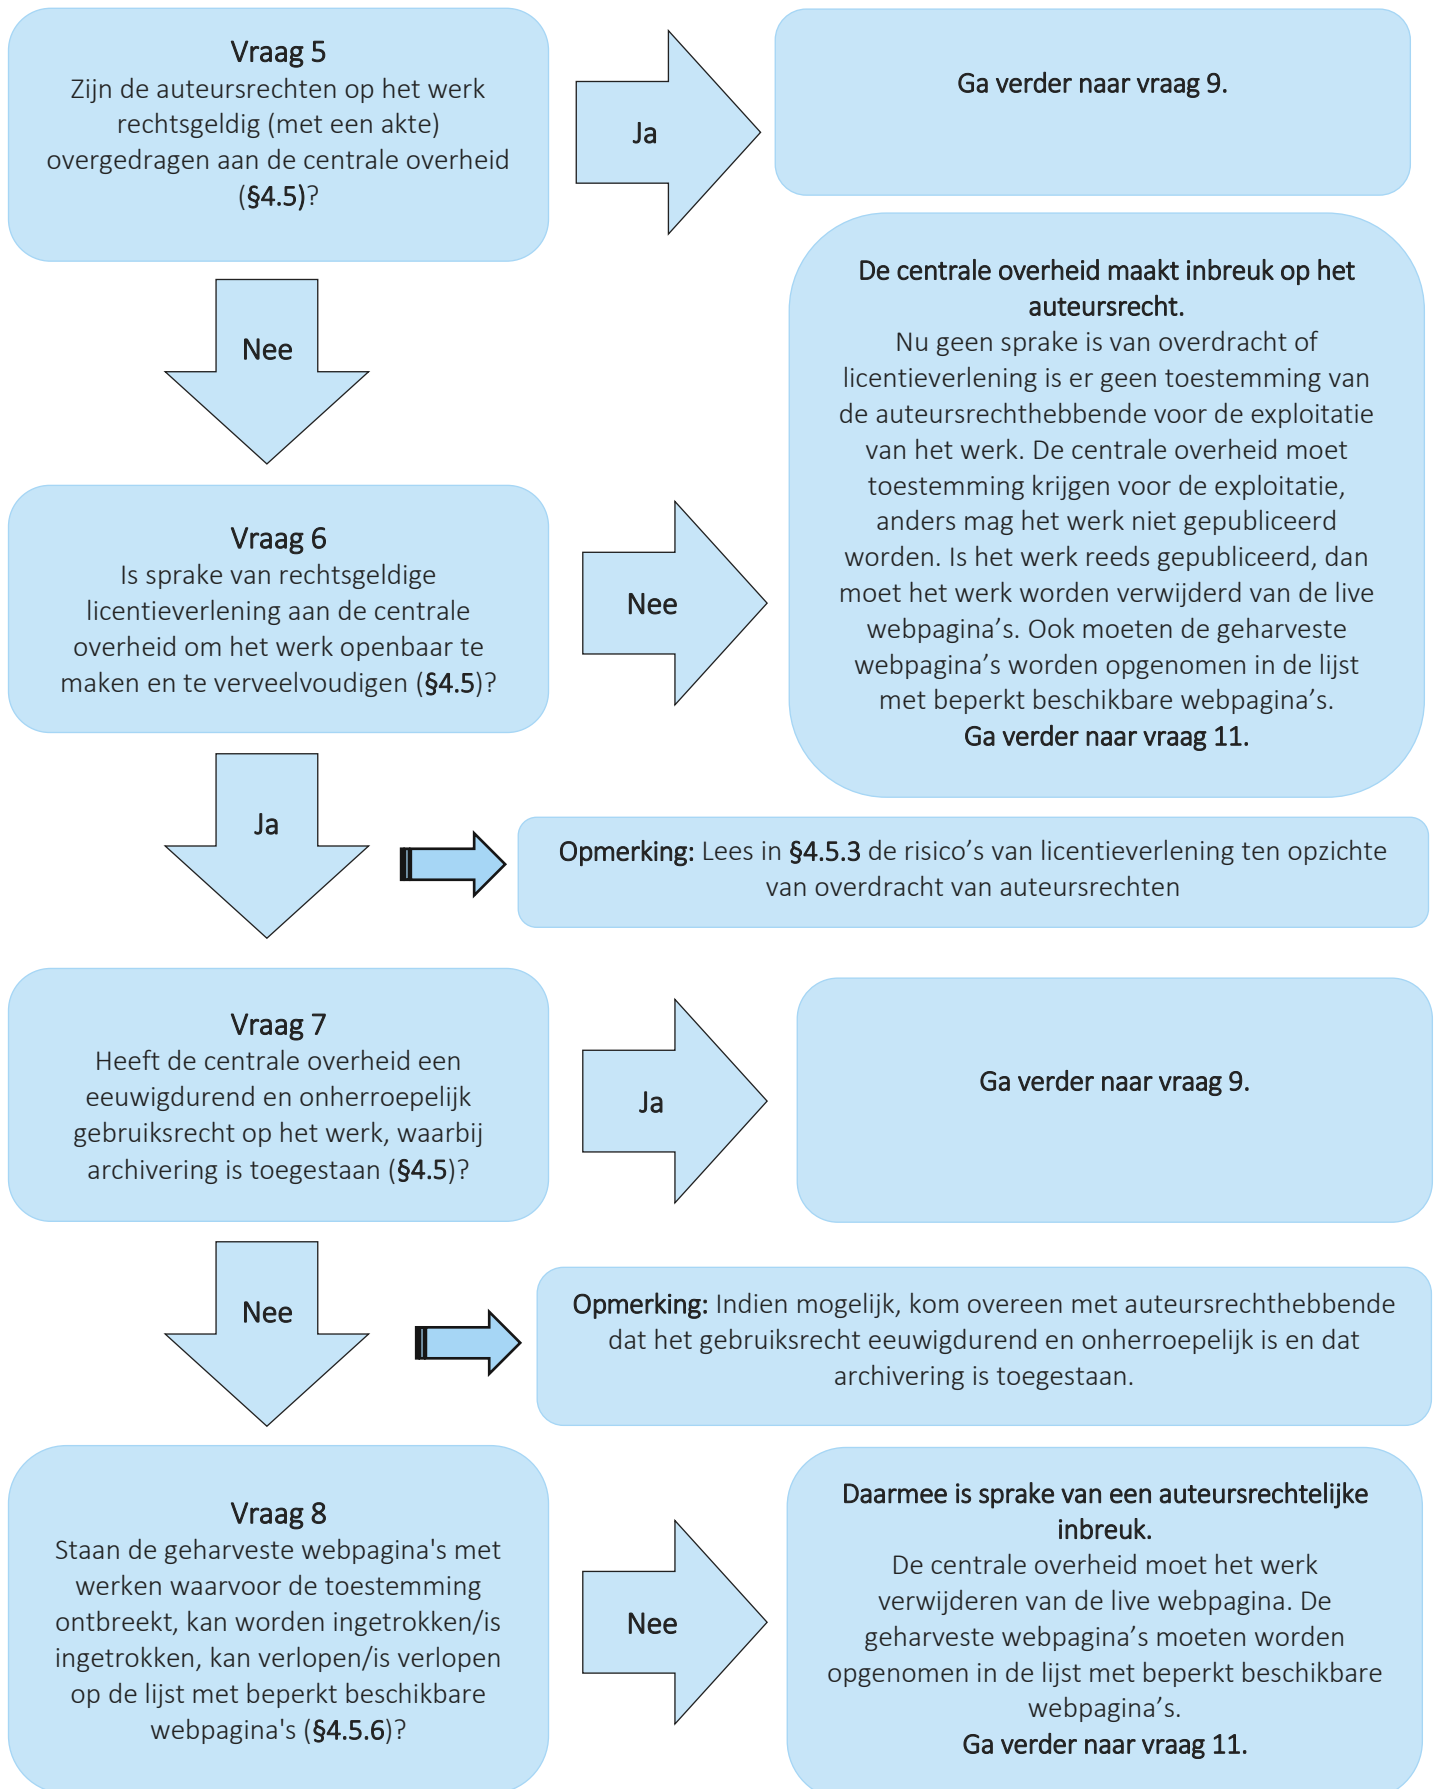 Vraag 5
Zijn de auteursrechten op het werk
rechtsgeldig (met een akte)
overgedragen aan de centrale overheid
(§4.5)?
Ja
Ga verder naar vraag 9.
Nee
De centrale overheid maakt inbreuk op het
auteursrecht.
Nu geen sprake is van overdracht of
licentieverlening is er geen toestemming van
de auteursrechthebbende voor de exploitatie
van het werk. De centrale overheid moet
toestemming krijgen voor de exploitatie,
anders mag het werk niet gepubliceerd
worden. Is het werk reeds gepubliceerd, dan
moet het werk worden verwijderd van de live
webpagina’s. Ook moeten de geharveste
webpagina’s worden opgenomen in de lijst
met beperkt beschikbare webpagina’s.
Ga verder naar vraag 11.
Vraag 6
Is sprake van rechtsgeldige
licentieverlening aan de centrale
overheid om het werk openbaar te
maken en te verveelvoudigen (§4.5)?
Nee
Ja
Opmerking: Lees in §4.5.3 de risico’s van licentieverlening ten opzichte
van overdracht van auteursrechten
Vraag 7
Heeft de centrale overheid een
eeuwigdurend en onherroepelijk
gebruiksrecht op het werk, waarbij
archivering is toegestaan (§4.5)?
Ja
Ga verder naar vraag 9.
Nee
Opmerking: Indien mogelijk, kom overeen met auteursrechthebbende
dat het gebruiksrecht eeuwigdurend en onherroepelijk is en dat
archivering is toegestaan.
Vraag 8
Staan de geharveste webpagina's met
werken waarvoor de toestemming
ontbreekt, kan worden ingetrokken/is
ingetrokken, kan verlopen/is verlopen
op de lijst met beperkt beschikbare
webpagina's (§4.5.6)?
Nee
Daarmee is sprake van een auteursrechtelijke
inbreuk.
De centrale overheid moet het werk
verwijderen van de live webpagina. De
geharveste webpagina’s moeten worden
opgenomen in de lijst met beperkt beschikbare
webpagina’s.
Ga verder naar vraag 11.